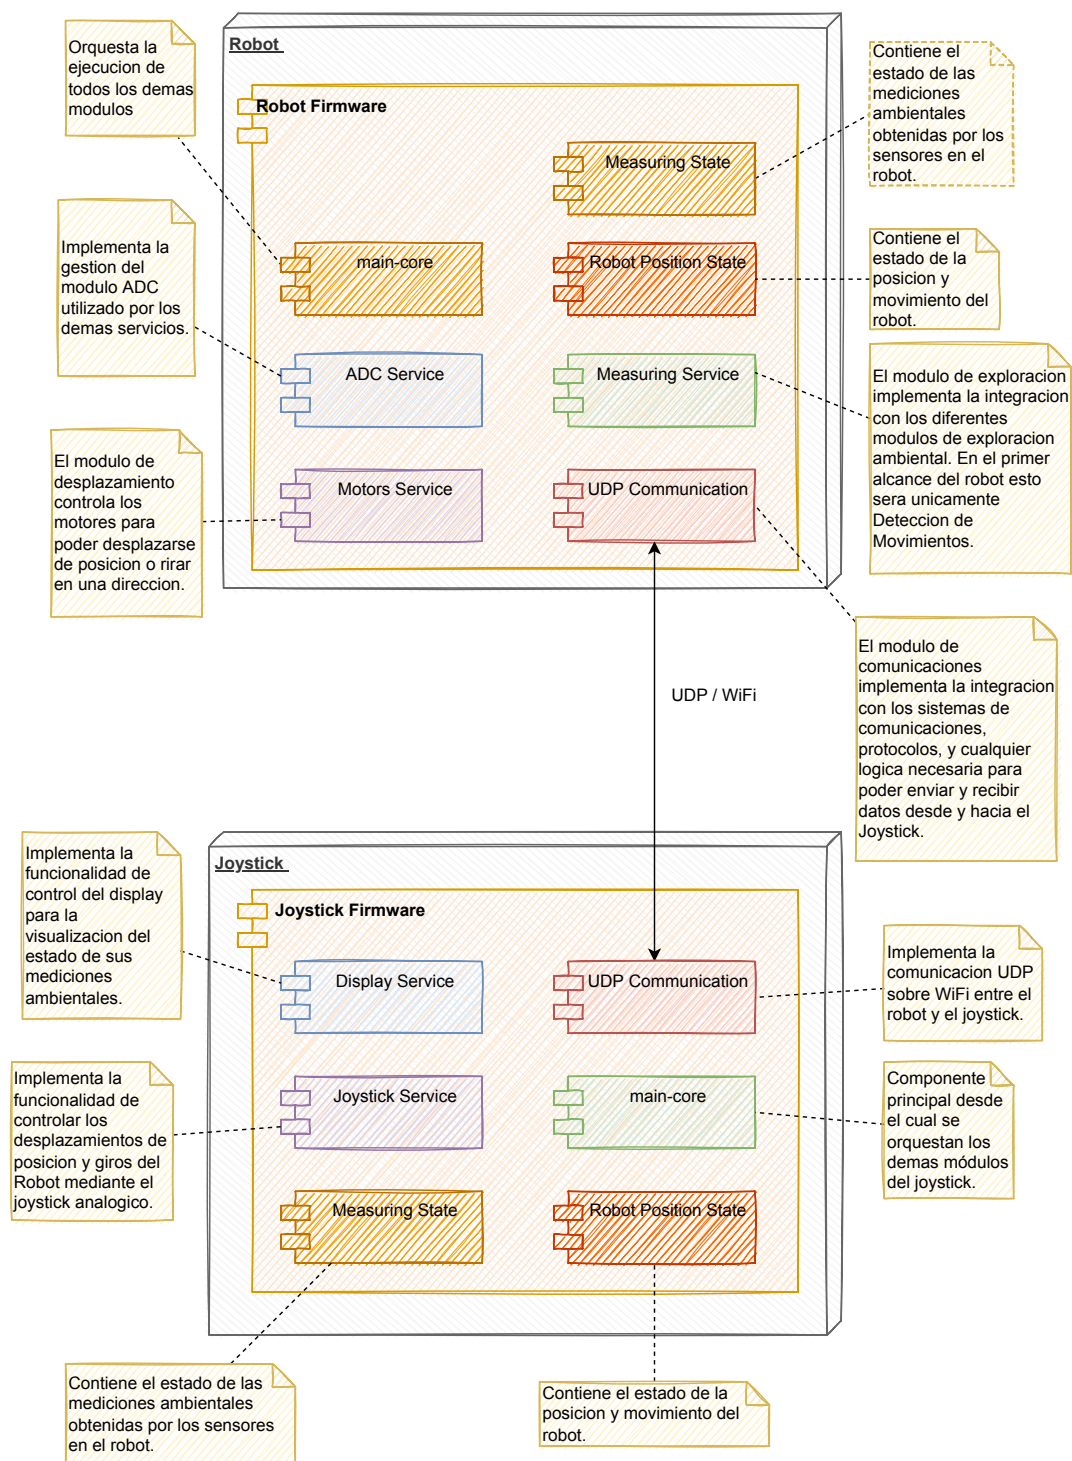 Robot
Orquesta la
ejecucion de
todos los demas
modulos
Contiene el
estado de las
mediciones
ambientales
obtenidas por los
sensores en el
robot.
Robot Firmware
Measuring State
Implementa la
gestion del
modulo ADC
utilizado por los
demas servicios.
main-core
Robot Position State
Contiene el
estado de la
posicion y
movimiento del
robot.
ADC Service
Measuring Service
El modulo de exploracion
implementa la integracion
con los diferentes
modulos de exploracion
ambiental. En el primer
alcance del robot esto
sera unicamente
Deteccion de
Movimientos.
El modulo de
desplazamiento
controla los
motores para
poder desplazarse
de posicion o rirar
en una direccion.
Motors Service
UDP Communication
El modulo de
comunicaciones
implementa la integracion
con los sistemas de
comunicaciones,
protocolos, y cualquier
logica necesaria para
poder enviar y recibir
datos desde y hacia el
Joystick.
UDP / WiFi
Joystick
Implementa la
funcionalidad de
control del display
para la
visualizacion del
estado de sus
mediciones
ambientales.
Joystick Firmware
Display Service
UDP Communication
Implementa la
comunicacion UDP
sobre WiFi entre el
robot y el joystick.
Implementa la
funcionalidad de
controlar los
desplazamientos de
posicion y giros del
Robot mediante el
joystick analogico.
Joystick Service
main-core
Componente
principal desde
el cual se
orquestan los
demas módulos
del joystick.
Measuring State
Robot Position State
Contiene el estado de las
mediciones ambientales
obtenidas por los sensores
en el robot.
Contiene el estado de la
posicion y movimiento del
robot.